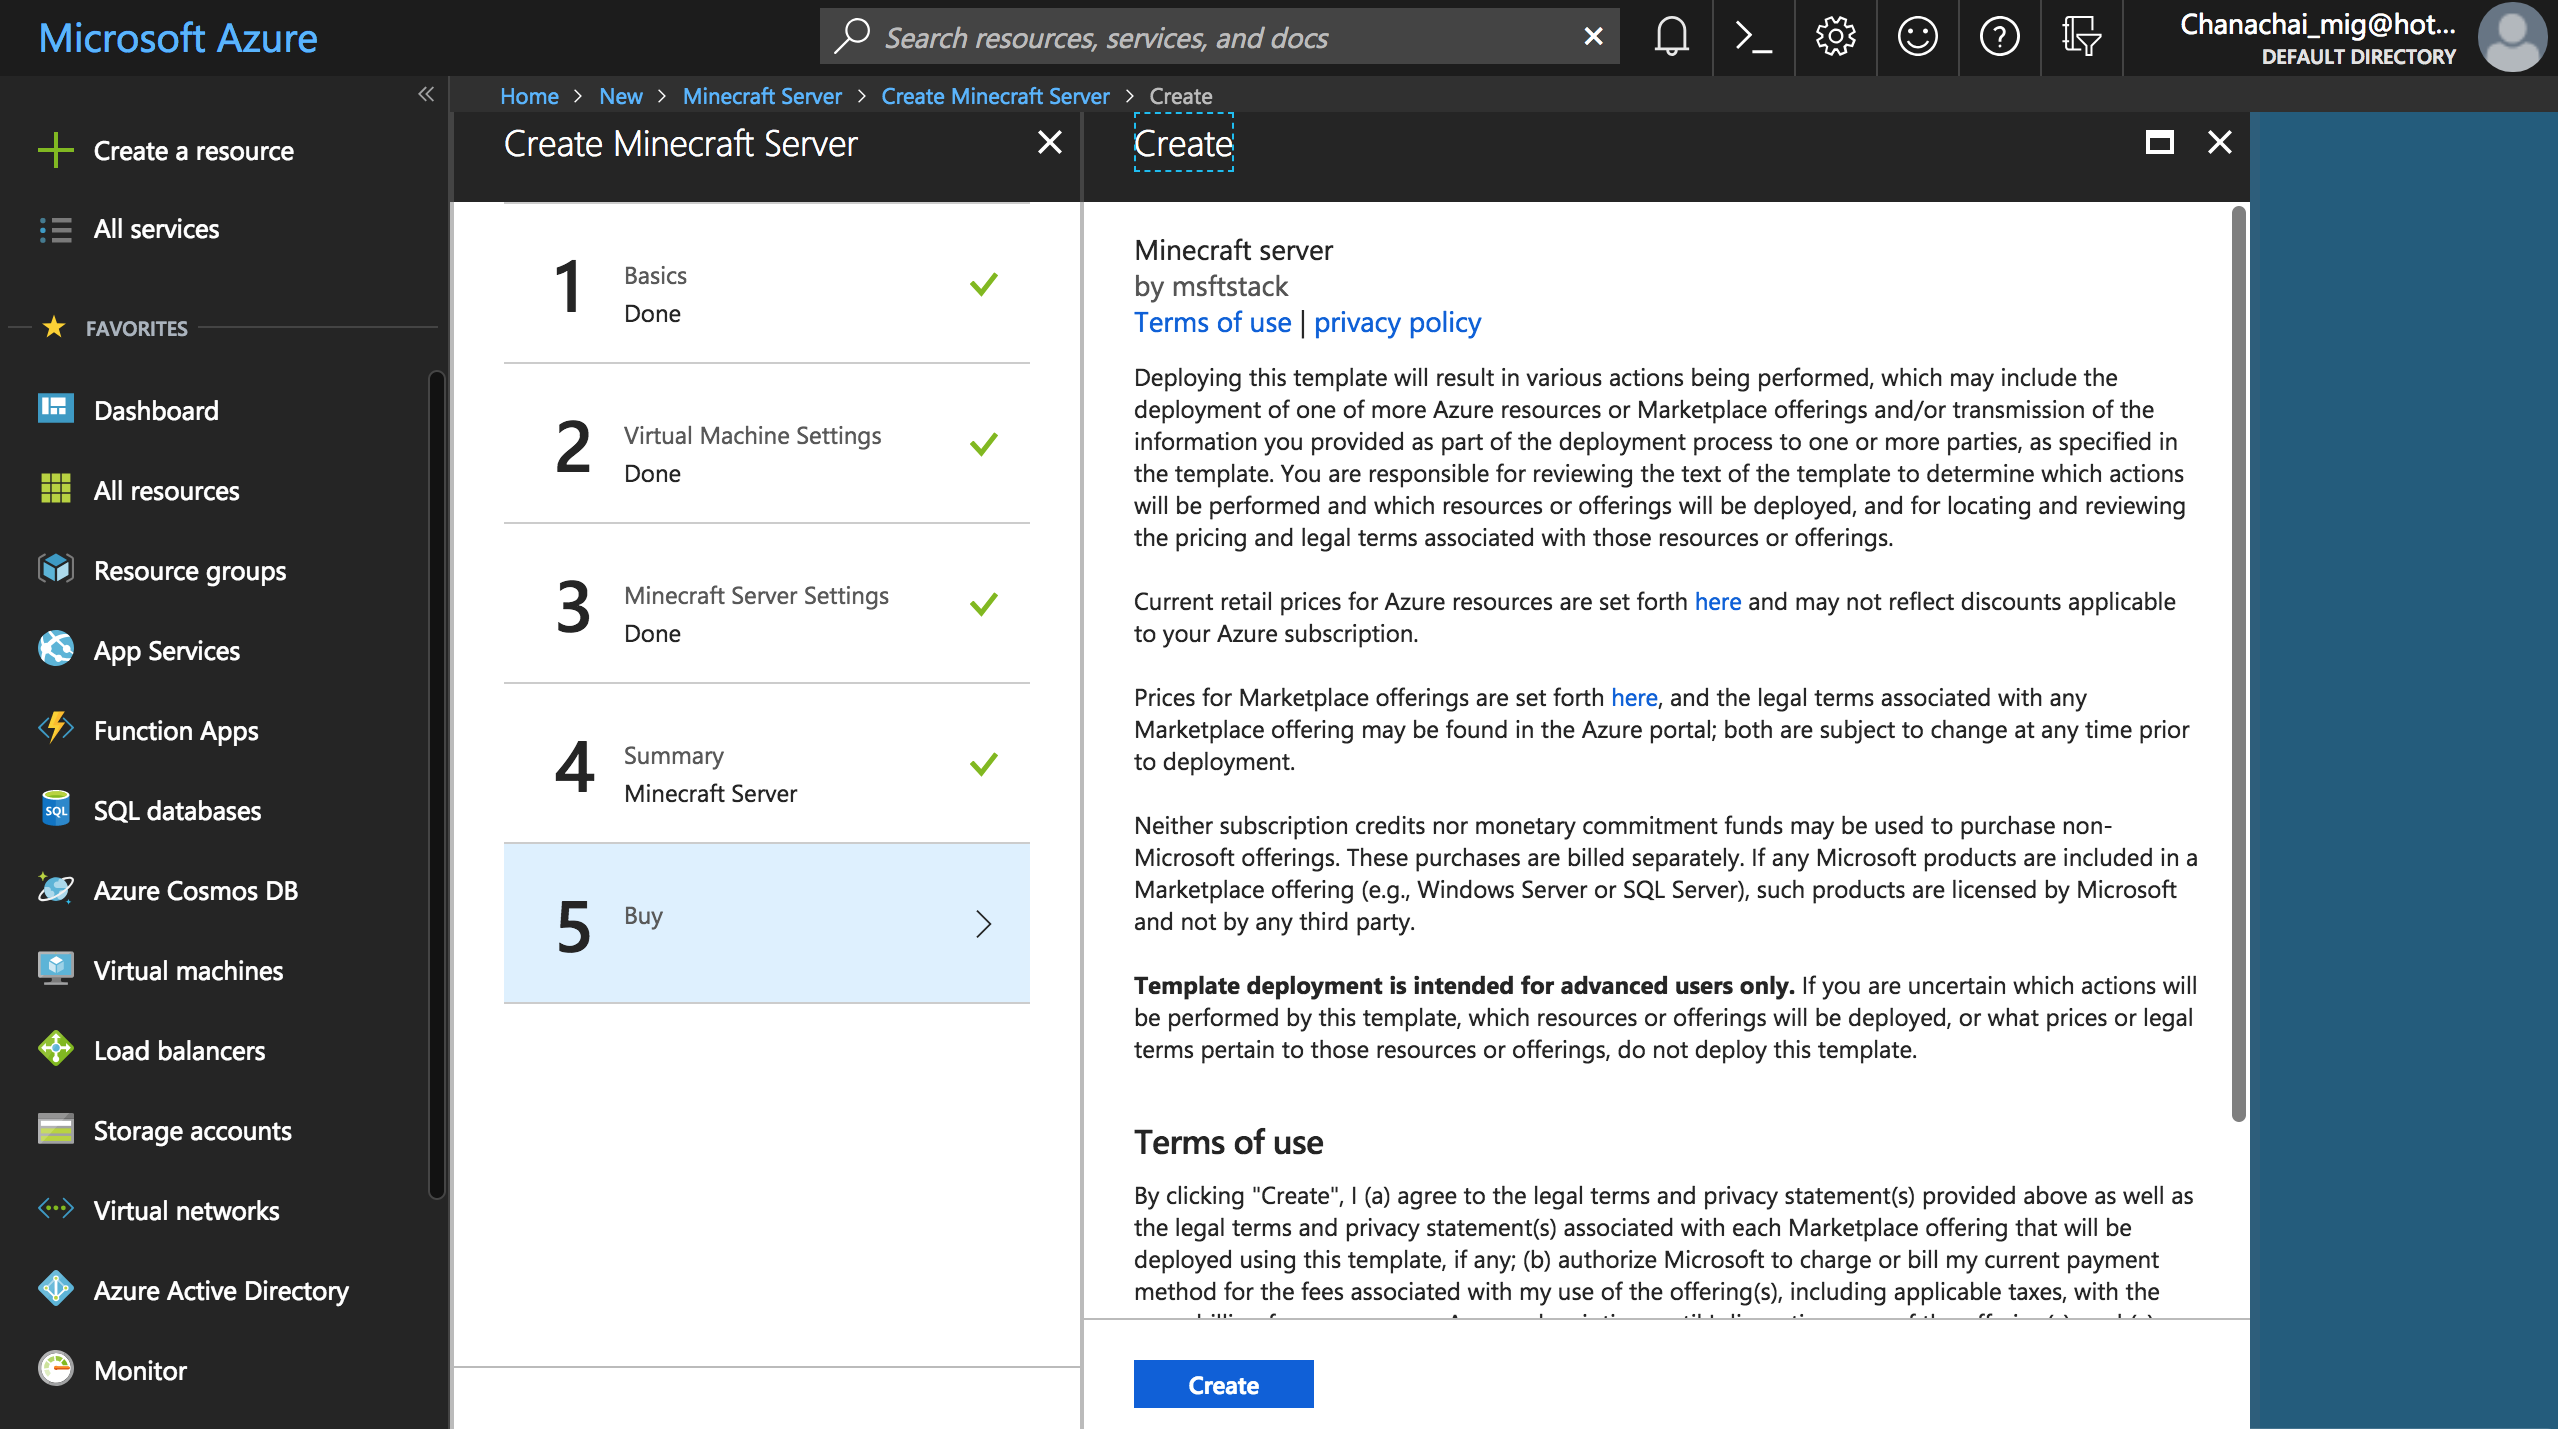 Microsoft Azure
Search resources, services, and docs
Chanachai_mig@hot...
DEFAULT DIRECTORY
Home > New > Minecraft Server > Create Minecraft Server > Create
Create a resource
All services
FAVORITES
Dashboard
All resources
Resource groups
App Services
Function Apps
SQL databases
Azure Cosmos DB
Virtual machines
Load balancers
Storage accounts
Virtual networks
Azure Active Directory
Monitor
Create Minecraft Server
1 Basics
Done
2 Virtual Machine Settings
Done
3 Minecraft Server Settings
Done
4 Summary
Minecraft Server
5 Buy
Create
Minecraft server
by msftstack
Terms of use | privacy policy
Deploying this template will result in various actions being performed, which may include the
deployment of one of more Azure resources or Marketplace offerings and/or transmission of the
information you provided as part of the deployment process to one or more parties, as specified in
the template. You are responsible for reviewing the text of the template to determine which actions
will be performed and which resources or offerings will be deployed, and for locating and reviewing
the pricing and legal terms associated with those resources or offerings.
Current retail prices for Azure resources are set forth here and may not reflect discounts applicable
to your Azure subscription.
Prices for Marketplace offerings are set forth here, and the legal terms associated with any
Marketplace offering may be found in the Azure portal; both are subject to change at any time prior
to deployment.
Neither subscription credits nor monetary commitment funds may be used to purchase non-
Microsoft offerings. These purchases are billed separately. If any Microsoft products are included in a
Marketplace offering (e.g., Windows Server or SQL Server), such products are licensed by Microsoft
and not by any third party.
Template deployment is intended for advanced users only. If you are uncertain which actions will
be performed by this template, which resources or offerings will be deployed, or what prices or legal
terms pertain to those resources or offerings, do not deploy this template.
Terms of use
By clicking "Create", I (a) agree to the legal terms and privacy statement(s) provided above as well as
the legal terms and privacy statement(s) associated with each Marketplace offering that will be
deployed using this template, if any; (b) authorize Microsoft to charge or bill my current payment
method for the fees associated with my use of the offering(s), including applicable taxes, with the
Create